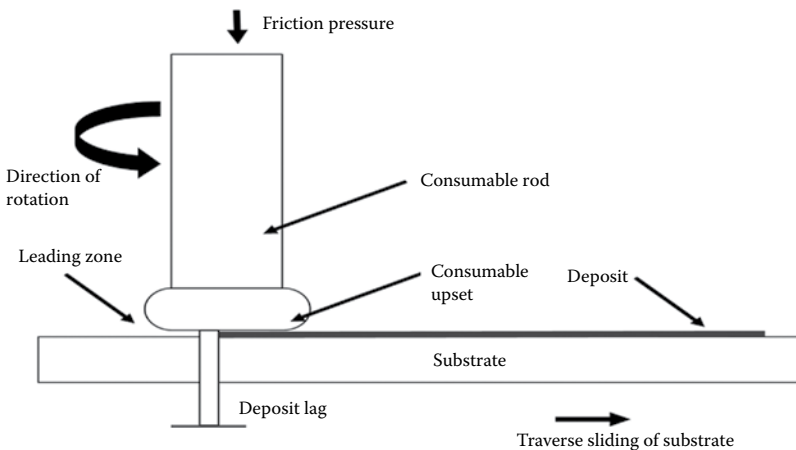 Friction pressure
Direction of
rotation
Consumable rod
Leading zone
Consumable
upset
Deposit
Substrate
Deposit lag
Traverse sliding of substrate